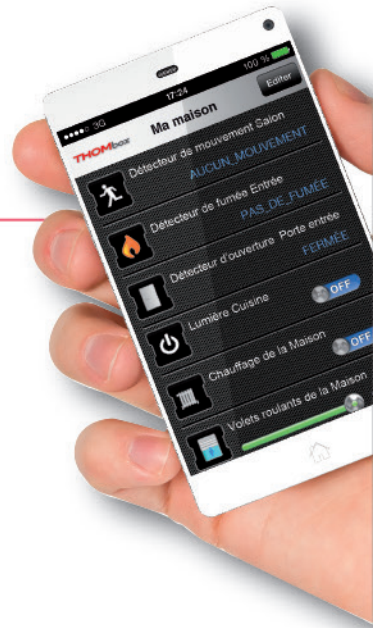 3G 17:24 100 %
THOMbox Ma maison Editer
Détecteur de mouvement Salon
AUCUN_MOUVEMENT
Détecteur de fumée Entrée
PAS_DE_FUMÉE
Détecteur d'ouverture Porte entrée
FERMÉE
Lumière Cuisine OFF
Chauffage de la Maison OFF
Volets roulants de la Maison